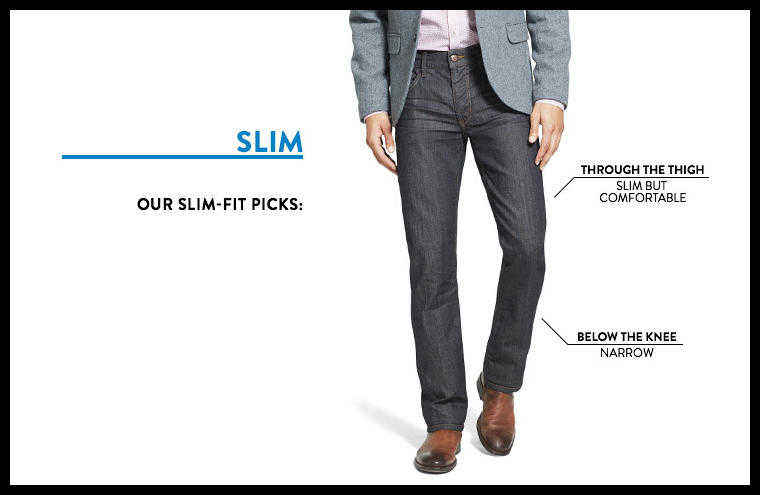 SLIM
OUR SLIM-FIT PICKS:
THROUGH THE THIGH
SLIM BUT
COMFORTABLE
BELOW THE KNEE
NARROW